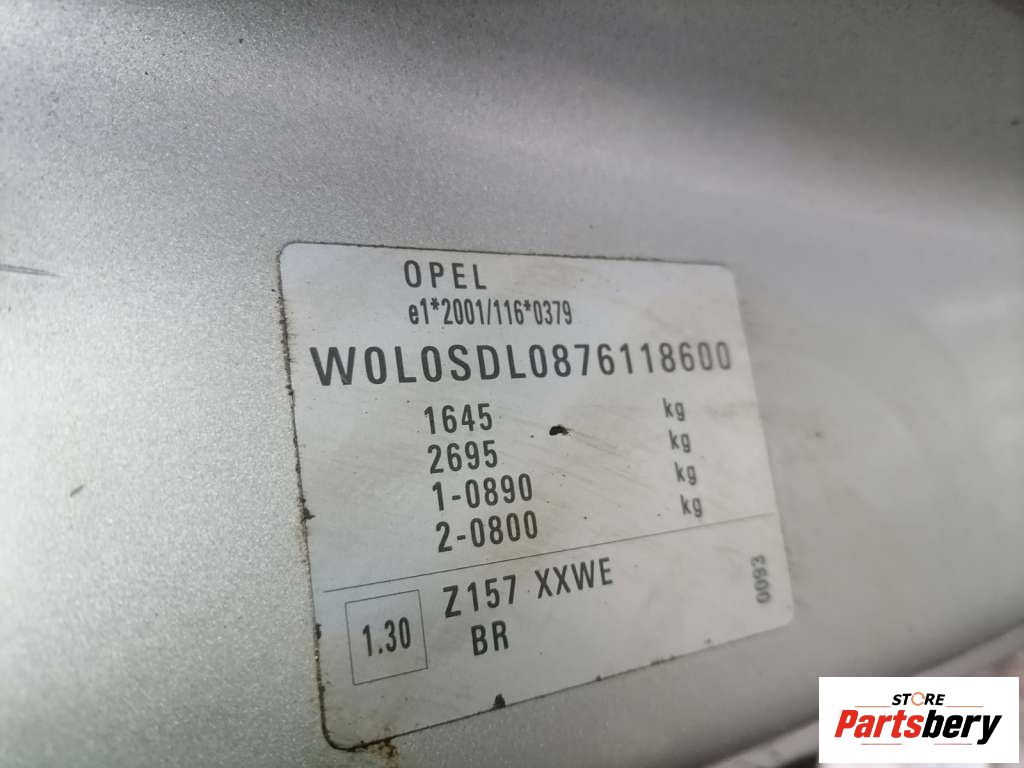 OPEL
e1*2001/116*0379
W0L0SDL0876118600
1645 kg
2695 kg
1-0890 kg
2-0800 kg
1.30
Z157 XXWE
BR
0093
STORE
Partsbery